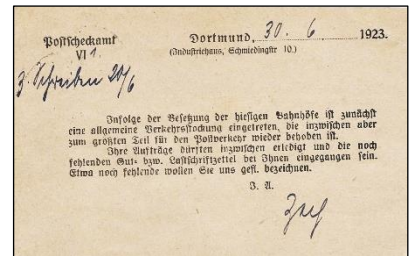 Postscheckamt
VI 1.
Dortmund, 30. 6 1923.
(Industriehaus, Schmiedingstr 10.)
3. Schreiben 20/6
Infolge der Besetzung der hiesigen Bahnhöfe ist zunächst
eine allgemeine Verkehrsstockung eingetreten, die inzwischen aber
zum größten Teil für den Postverkehr wieder behoben ist.
Ihre Aufträge dürften inzwischen erledigt und die noch
fehlenden Gut- bzw. Lastschriftzettel bei Ihnen eingegangen sein.
Etwa noch fehlende wollen Sie uns gefl. bezeichnen.
J. A.